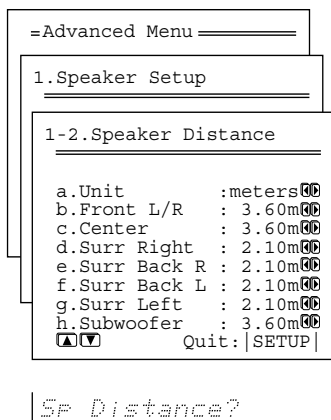 =Advanced Menu
1.Speaker Setup
1-2.Speaker Distance
a.Unit :meters
b.Front L/R : 3.60m
c.Center : 3.60m
d.Surr Right : 2.10m
e.Surr Back R : 2.10m
f.Surr Back L : 2.10m
g.Surr Left : 2.10m
h.Subwoofer : 3.60m
Quit:|SETUP|
Sp Distance?